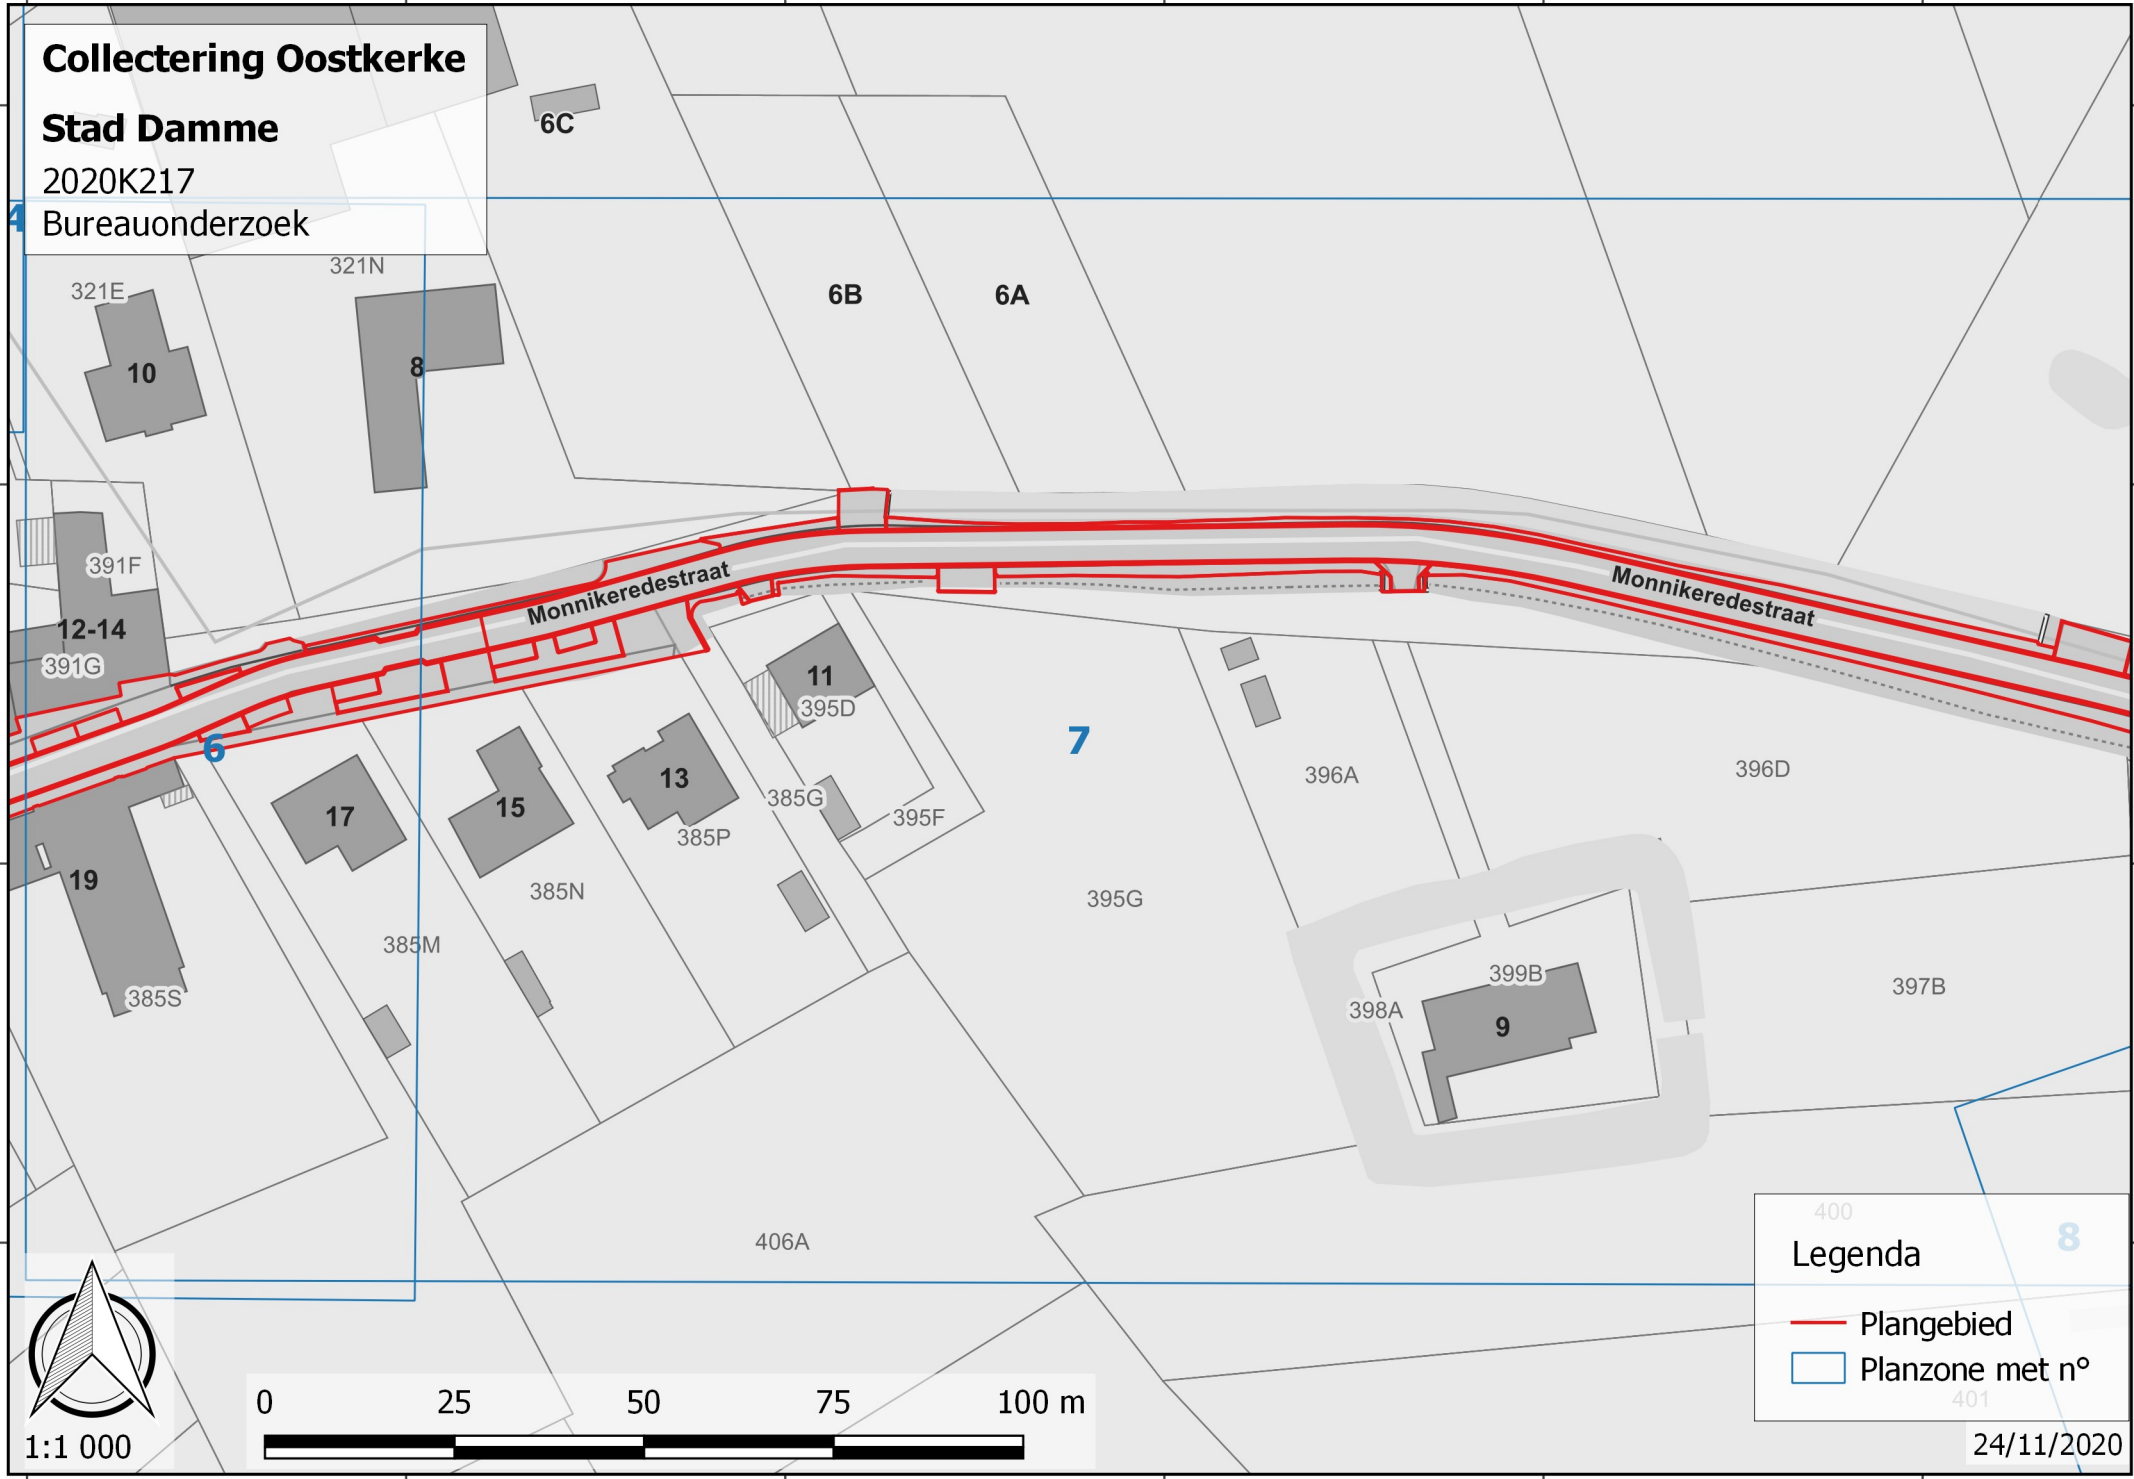 Collectering Oostkerke
Stad Damme
2020K217
Bureauonderzoek
6C
4
321N
321E
6B
6A
10
8
391F
12-14
391G
Monnikeredestraat
Monnikeredestraat
11
395D
6
7
17
15
13
385G
385P
395F
396A
396D
19
385N
385M
385S
395G
399B
398A
9
397B
406A
400
8
Legenda
Plangebied
Planzone met n°
401
0 25 50 75 100 m
1:1 000
24/11/2020